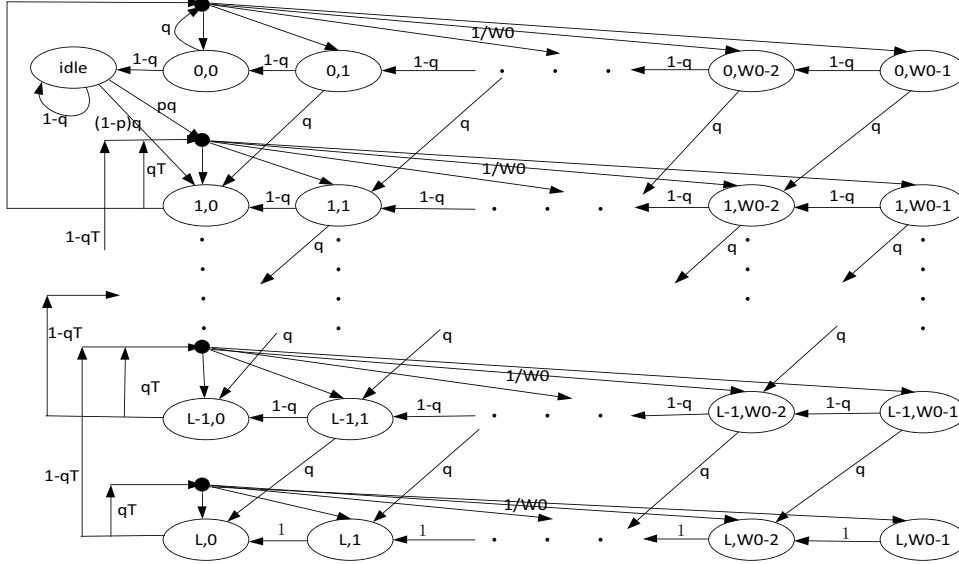 q
1/W0
idle
1-q
0,0
1-q
0,1
1-q
. . .
1-q
0,W0-2
1-q
0,W0-1
1-q
(1-p)q
pq
q
q
q
q
qT
1/W0
1,0
1-q
1,1
1-q
. . .
1-q
1,W0-2
1-q
1,W0-1
1-qT
q
q
q
1-qT
q
q
q
qT
1/W0
L-1,0
1-q
L-1,1
1-q
. . .
1-q
L-1,W0-2
1-q
L-1,W0-1
1-qT
q
q
q
q
qT
1/W0
L,0
1
L,1
1
. . .
1
L,W0-2
1
L,W0-1